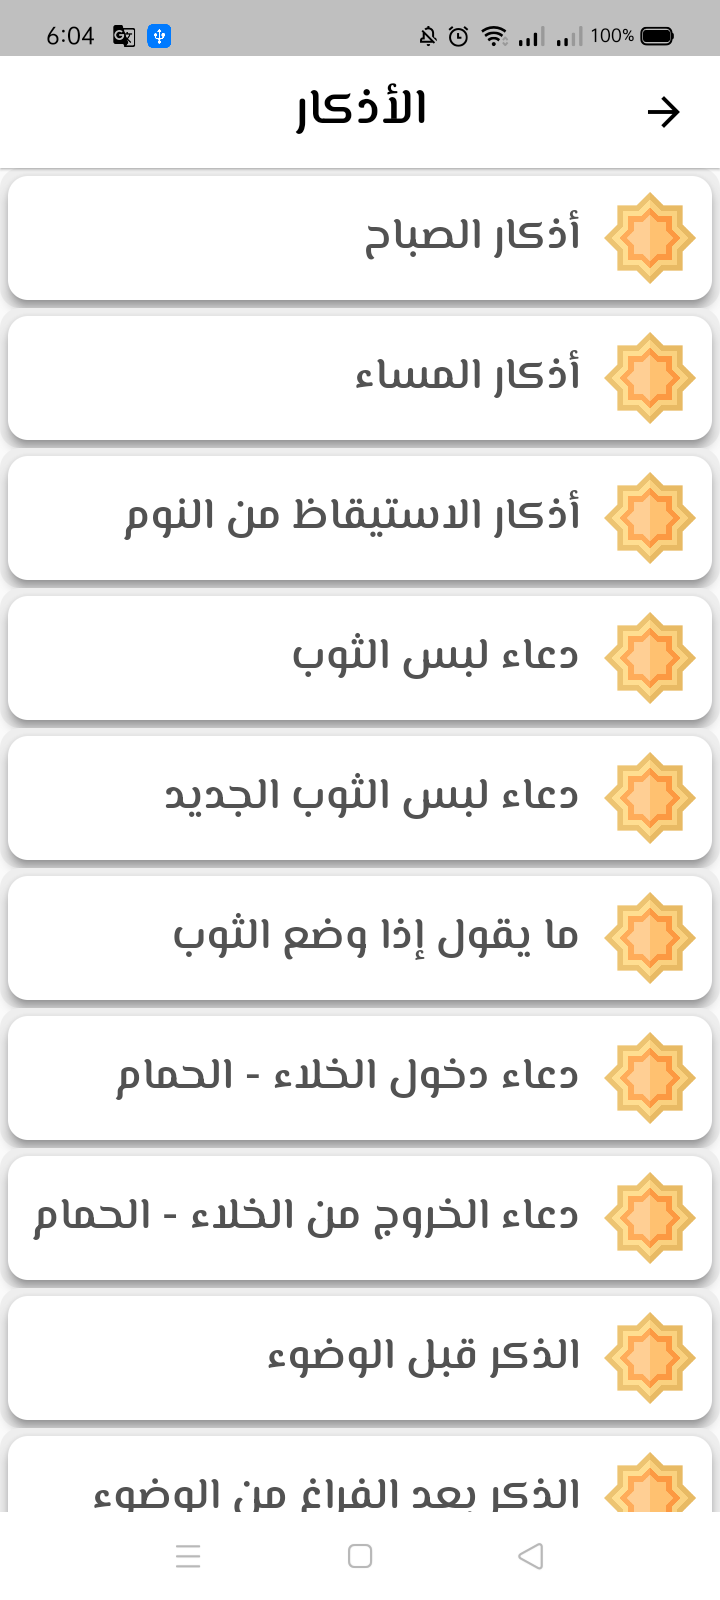 6:04 100%
الأذكار
أذكار الصباح
أذكار المساء
أذكار الاستيقاظ من النوم
دعاء لبس الثوب
دعاء لبس الثوب الجديد
ما يقول إذا وضع الثوب
دعاء دخول الخلاء - الحمام
دعاء الخروج من الخلاء - الحمام
الذكر قبل الوضوء
الذكر بعد الفراغ من الوضوء